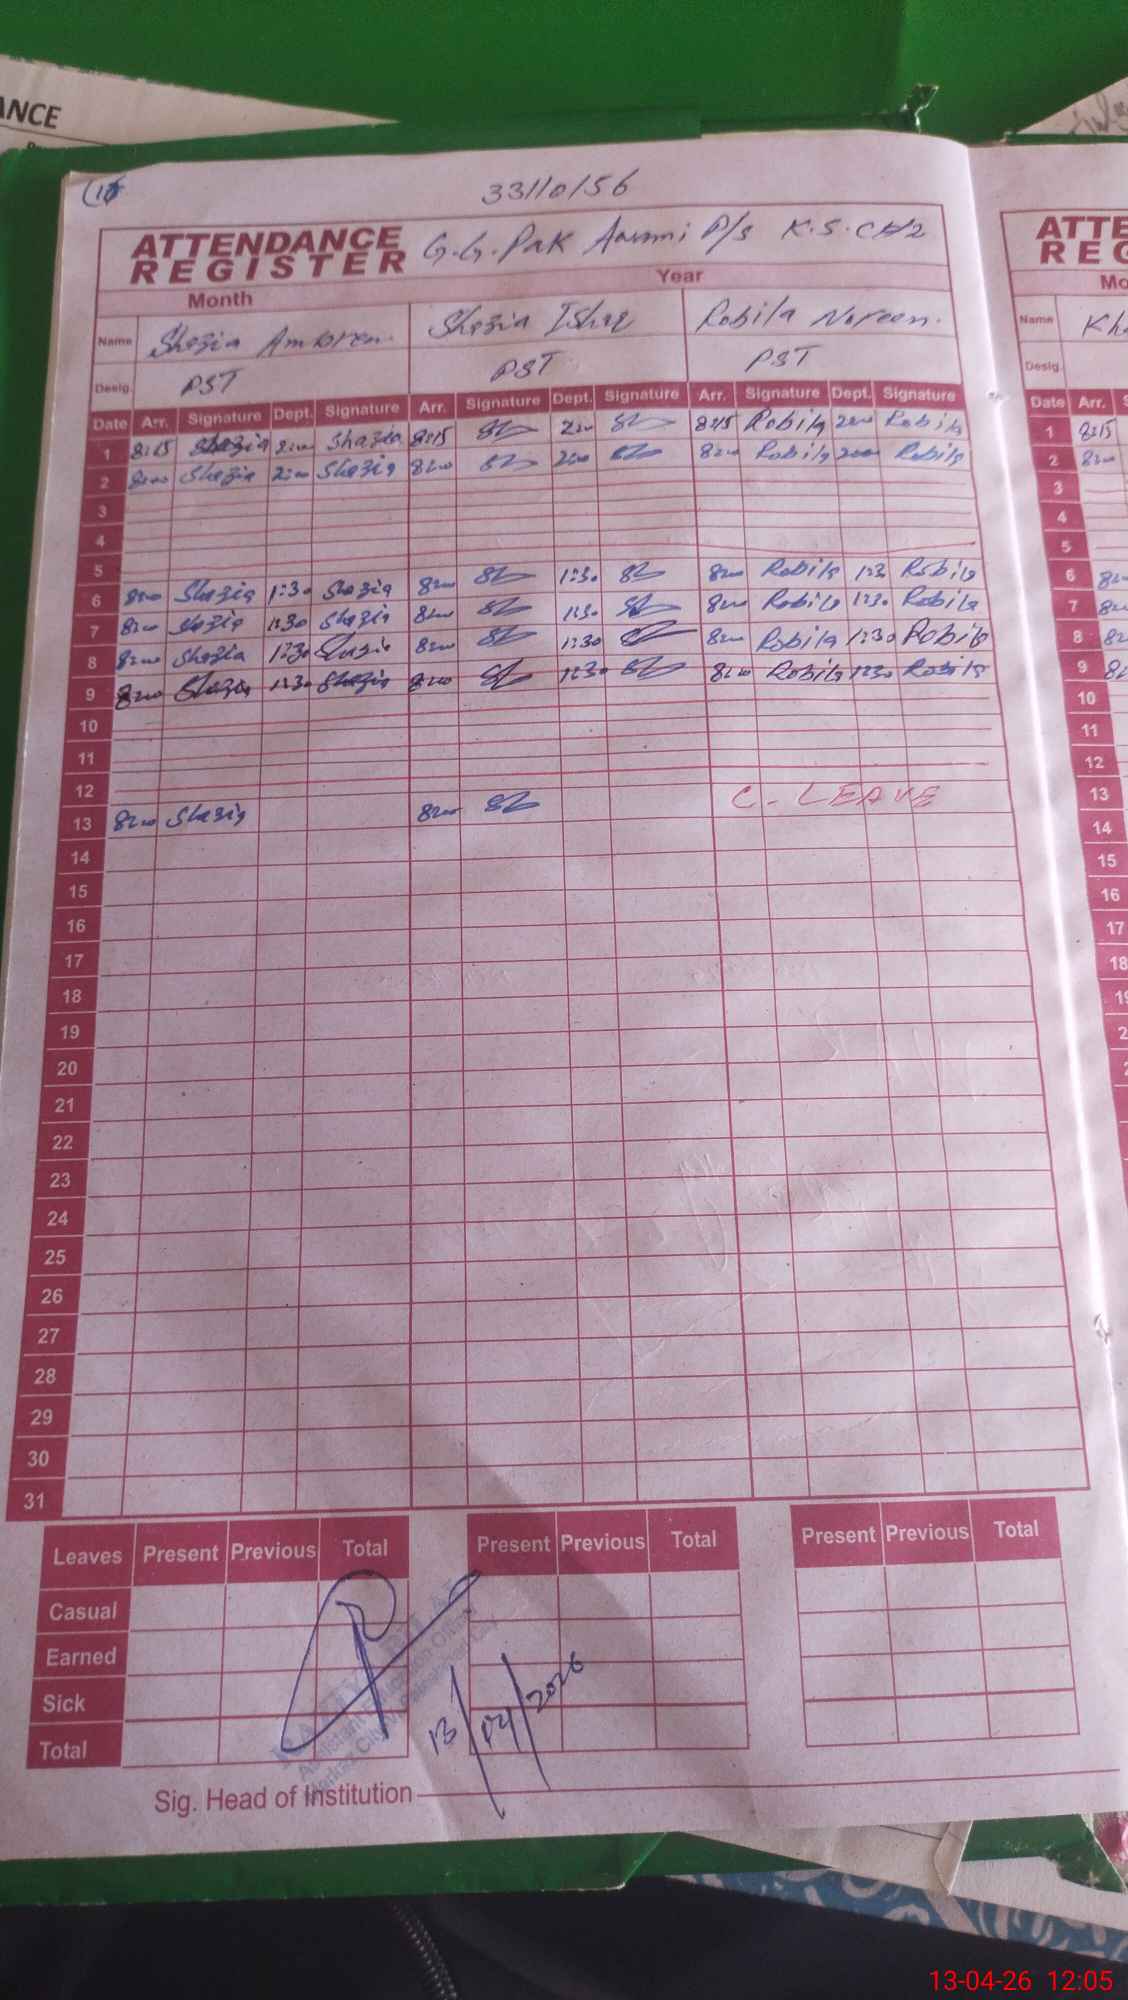 ANCE
33110156
ATTENDANCE REGISTER G.G.Pak P/s K.S.
Month Year
Name Shazia Ambreen. Shazia Ishaq Robila Noreen.
Desig. PST PST PST
Date Arr. Signature Dept. Signature Arr. Signature Dept. Signature Arr. Signature Dept. Signature
1 8:15 Shazia 2:00 Shazia 8:15 2:00 8:15 Robila 2:00 Robila
2 8:00 Shazia 2:00 Shazia 8:00 2:00 8:00 Robila 2:00 Robila
3
4
5
6 8:00 Shazia 1:30 Shazia 8:00 1:30 8:00 Robila 1:3 Robila
7 8:00 Shazia 1:30 Shazia 8:00 1:30 8:00 Robila 1:30 Robila
8 8:00 Shazia 1:30 Shazia 8:00 1:30 8:00 Robila 1:30 Robila
9 8:00 Shazia 1:30 Shazia 8:00 1:30 8:00 Robila 1:30 Robila
10
11
12
13 8:00 Shazia 8:00 C. LEAVE
14
15
16
17
18
19
20
21
22
23
24
25
26
27
28
29
30
31
Leaves Present Previous Total Present Previous Total Present Previous Total
Casual
Earned
Sick
Total
13/04/2026
Sig. Head of Institution
ATTE
REG
Mo
Name Kh
Desig.
Date Arr. S
1 8:15
2 8:00
3
4
5
6
7
8
9
10
11
12
13
14
15
16
17
18
13-04-26 12:05